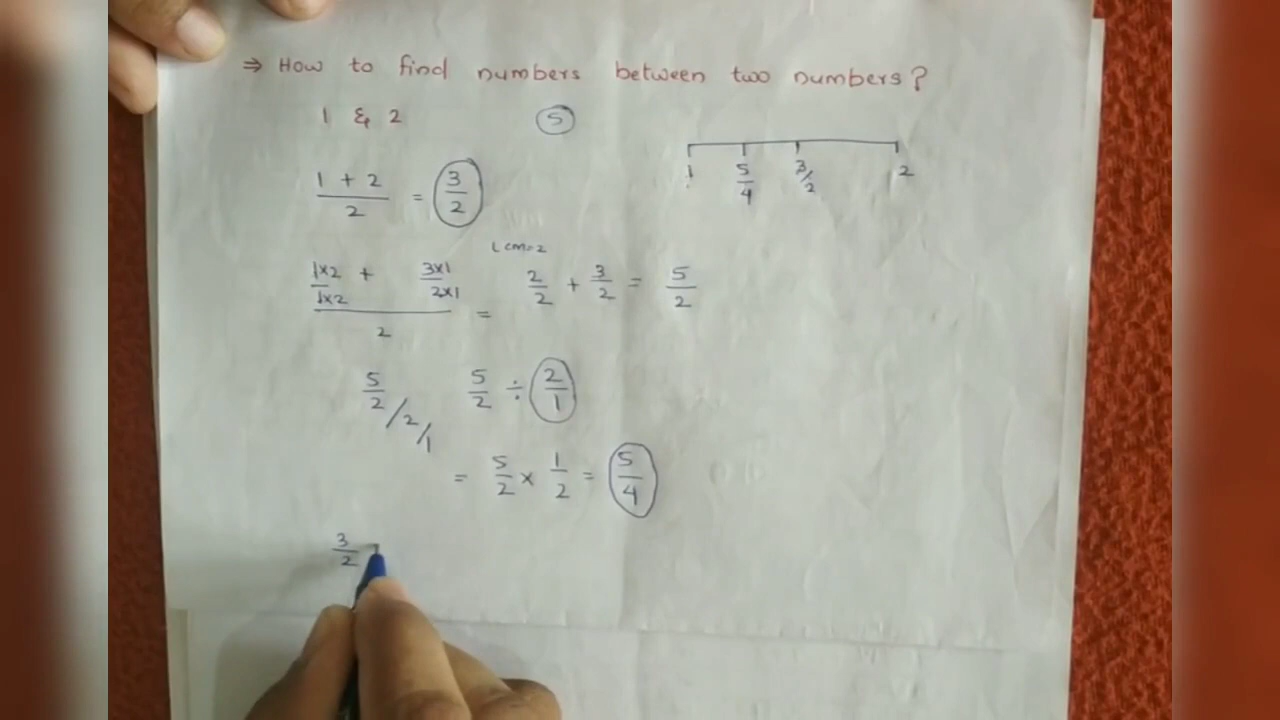 ⇒ How to find numbers between two numbers?
1 & 2 5
1 5/4 3/2 2
(1 + 2)/2 = 3/2
LCM=2
((1×2)/(1×2) + (3×1)/(2×1))/2 = 2/2 + 3/2 = 5/2
5/2/2/1 5/2 ÷ 2/1
= 5/2 × 1/2 = 5/4
3/2